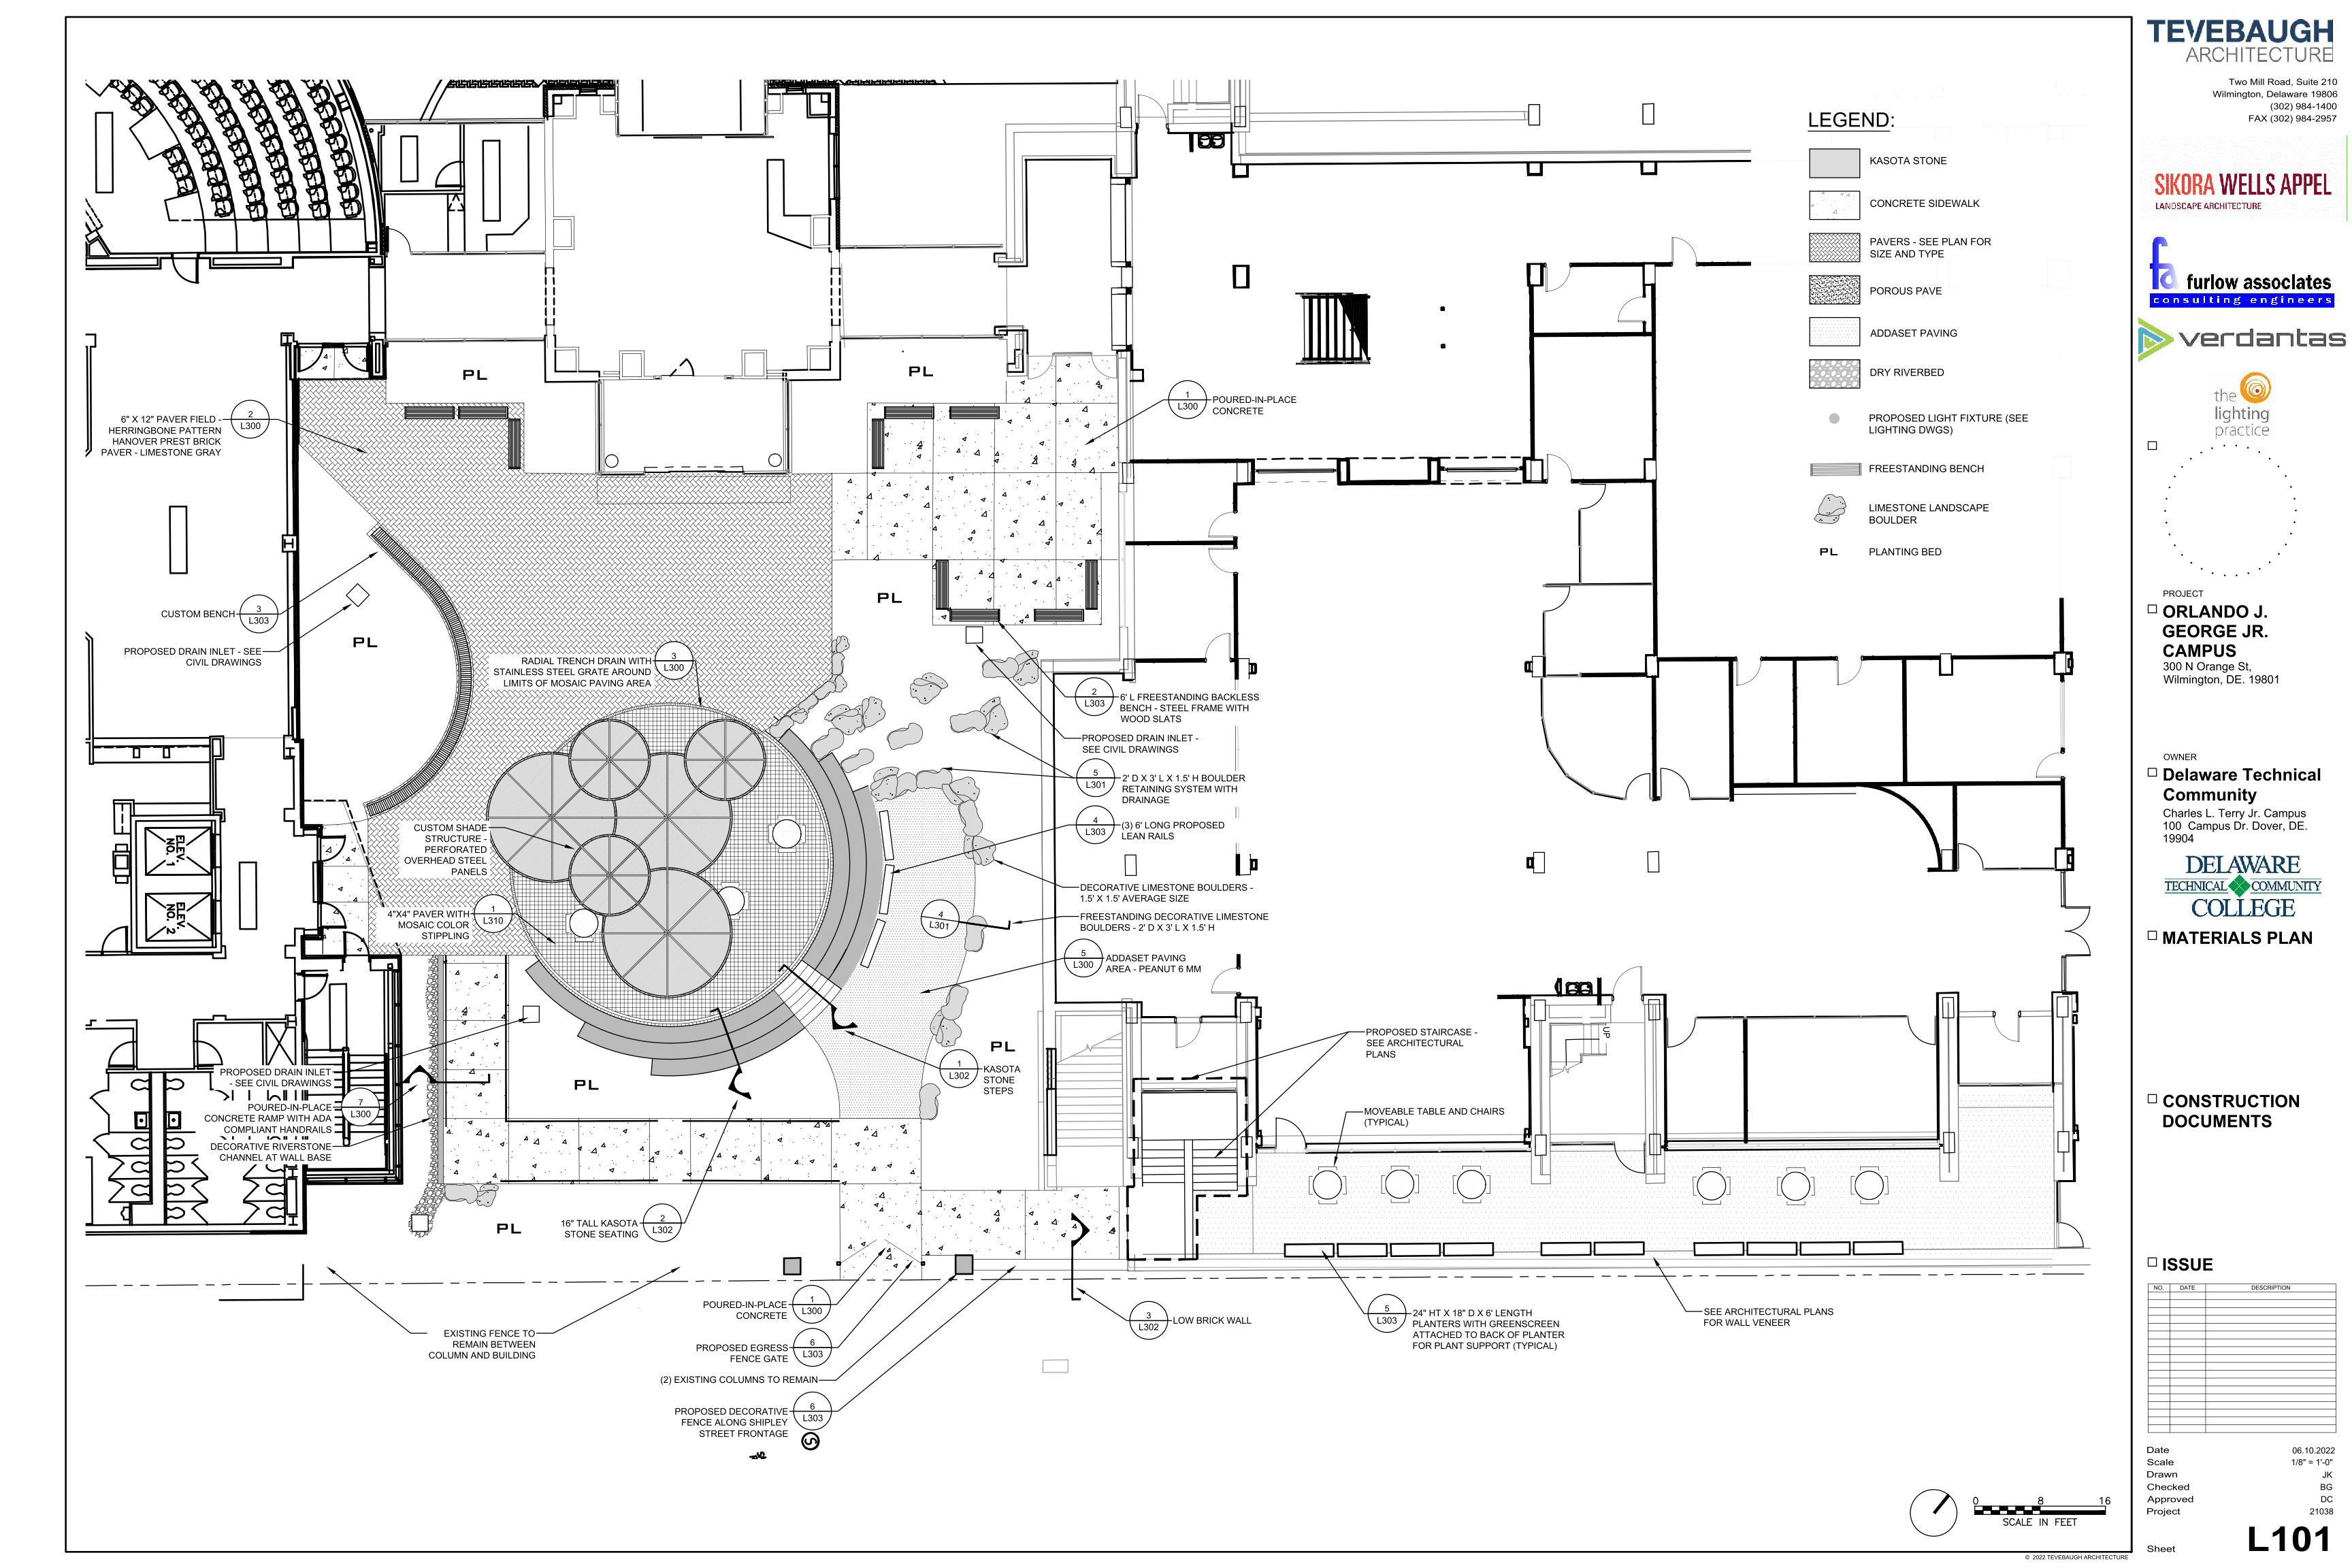 TEVEBAUGH
ARCHITECTURE
Two Mill Road, Suite 210
Wilmington, Delaware 19806
(302) 984-1400
FAX (302) 984-2957
SIKORA WELLS APPEL
LANDSCAPE ARCHITECTURE
fa
furlow associates
consulting engineers
verdantas
the
lighting
practice
PROJECT
ORLANDO J.
GEORGE JR.
CAMPUS
300 N Orange St,
Wilmington, DE. 19801
OWNER
Delaware Technical
Community
Charles L. Terry Jr. Campus
100 Campus Dr. Dover, DE.
19904
DELAWARE
TECHNICAL COMMUNITY
COLLEGE
MATERIALS PLAN
CONSTRUCTION
DOCUMENTS
ISSUE
NO. DATE DESCRIPTION
Date 06.10.2022
Scale 1/8" = 1'-0"
Drawn JK
Checked BG
Approved DC
Project 21038
Sheet L101
© 2022 TEVEBAUGH ARCHITECTURE
LEGEND:
KASOTA STONE
CONCRETE SIDEWALK
PAVERS - SEE PLAN FOR
SIZE AND TYPE
POROUS PAVE
ADDASET PAVING
DRY RIVERBED
PROPOSED LIGHT FIXTURE (SEE
LIGHTING DWGS)
FREESTANDING BENCH
LIMESTONE LANDSCAPE
BOULDER
PL PLANTING BED
PL
PL
6" X 12" PAVER FIELD -
HERRINGBONE PATTERN
HANOVER PREST BRICK
PAVER - LIMESTONE GRAY
2
L300
1
L300
POURED-IN-PLACE
CONCRETE
CUSTOM BENCH
3
L303
PL
PL
PROPOSED DRAIN INLET - SEE
CIVIL DRAWINGS
RADIAL TRENCH DRAIN WITH
STAINLESS STEEL GRATE AROUND
LIMITS OF MOSAIC PAVING AREA
3
L300
2
L303
6' L FREESTANDING BACKLESS
BENCH - STEEL FRAME WITH
WOOD SLATS
PROPOSED DRAIN INLET -
SEE CIVIL DRAWINGS
5
L301
2' D X 3' L X 1.5' H BOULDER
RETAINING SYSTEM WITH
DRAINAGE
4
L303
(3) 6' LONG PROPOSED
LEAN RAILS
CUSTOM SHADE
STRUCTURE -
PERFORATED
OVERHEAD STEEL
PANELS
ELEV.
NO. 1
ELEV.
NO. 2
DECORATIVE LIMESTONE BOULDERS -
1.5' X 1.5' AVERAGE SIZE
4"X4" PAVER WITH
MOSAIC COLOR
STIPPLING
1
L310
4
L301
FREESTANDING DECORATIVE LIMESTONE
BOULDERS - 2' D X 3' L X 1.5' H
5
L300
ADDASET PAVING
AREA - PEANUT 6 MM
UP
PROPOSED STAIRCASE -
SEE ARCHITECTURAL
PLANS
PL
1
L302
KASOTA
STONE
STEPS
PL
PROPOSED DRAIN INLET
- SEE CIVIL DRAWINGS
POURED-IN-PLACE
CONCRETE RAMP WITH ADA
COMPLIANT HANDRAILS
7
L300
DECORATIVE RIVERSTONE
CHANNEL AT WALL BASE
MOVEABLE TABLE AND CHAIRS
(TYPICAL)
PL
16" TALL KASOTA
STONE SEATING
2
L302
POURED-IN-PLACE
CONCRETE
1
L300
EXISTING FENCE TO
REMAIN BETWEEN
COLUMN AND BUILDING
PROPOSED EGRESS
FENCE GATE
6
L303
(2) EXISTING COLUMNS TO REMAIN
PROPOSED DECORATIVE
FENCE ALONG SHIPLEY
STREET FRONTAGE
6
L303
S
3
L302
LOW BRICK WALL
5
L303
24" HT X 18" D X 6' LENGTH
PLANTERS WITH GREENSCREEN
ATTACHED TO BACK OF PLANTER
FOR PLANT SUPPORT (TYPICAL)
SEE ARCHITECTURAL PLANS
FOR WALL VENEER
0 8 16
SCALE IN FEET